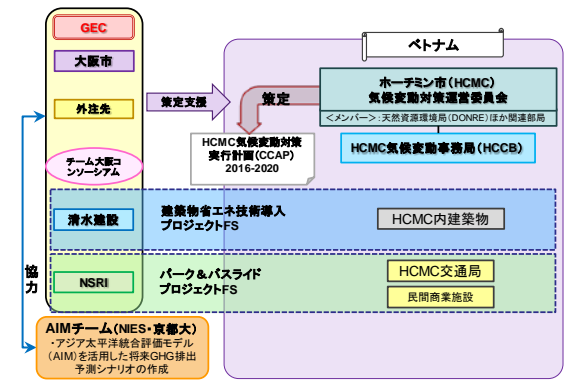 GEC
大阪市
外注先
チーム大阪コ
ンソーシアム
清水建設
NSRI
協
力
策定支援
ベトナム
策定
ホーチミン市(HCMC)
気候変動対策運営委員会
<メンバー>:天然資源環境局(DONRE)ほか関連部局
HCMC気候変動事務局(HCCB)
HCMC気候変動対策
実行計画(CCAP)
2016-2020
建築物省エネ技術導入
プロジェクトFS
HCMC内建築物
パーク&バスライド
プロジェクトFS
HCMC交通局
民間商業施設
AIMチーム(NIES・京都大)
・アジア太平洋統合評価モデル
(AIM)を活用した将来GHG排出
予測シナリオの作成